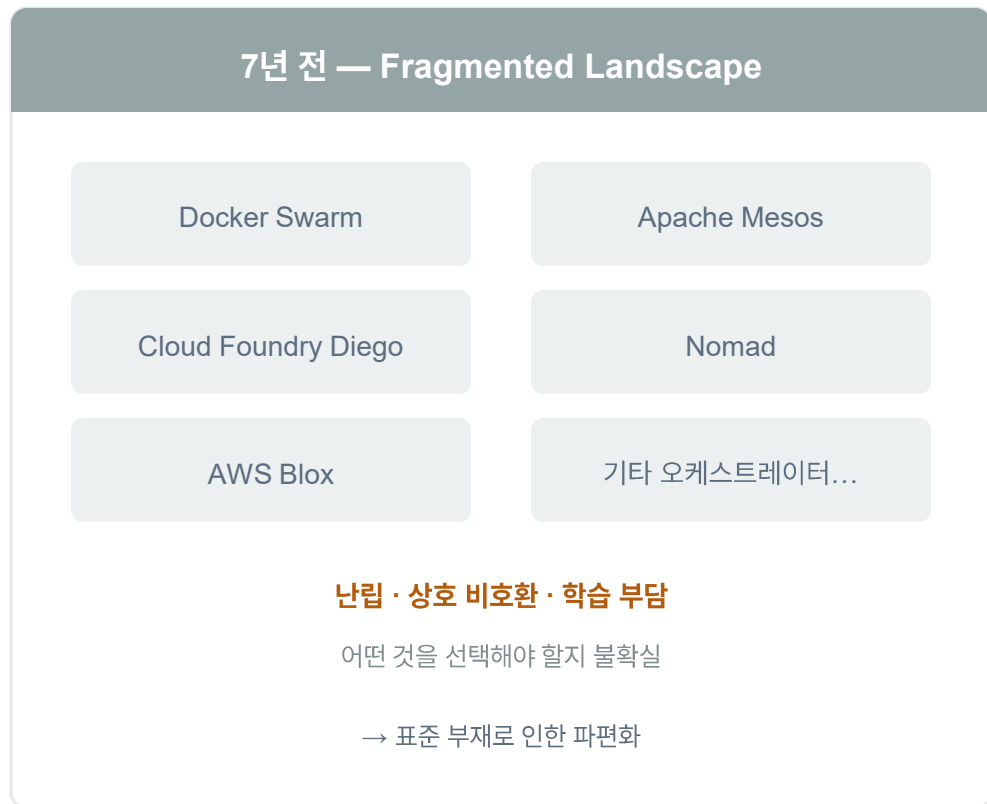 7년 전 — Fragmented Landscape
Docker Swarm
Apache Mesos
Cloud Foundry Diego
Nomad
AWS Blox
기타 오케스트레이터…
난립 · 상호 비호환 · 학습 부담
어떤 것을 선택해야 할지 불확실
→ 표준 부재로 인한 파편화